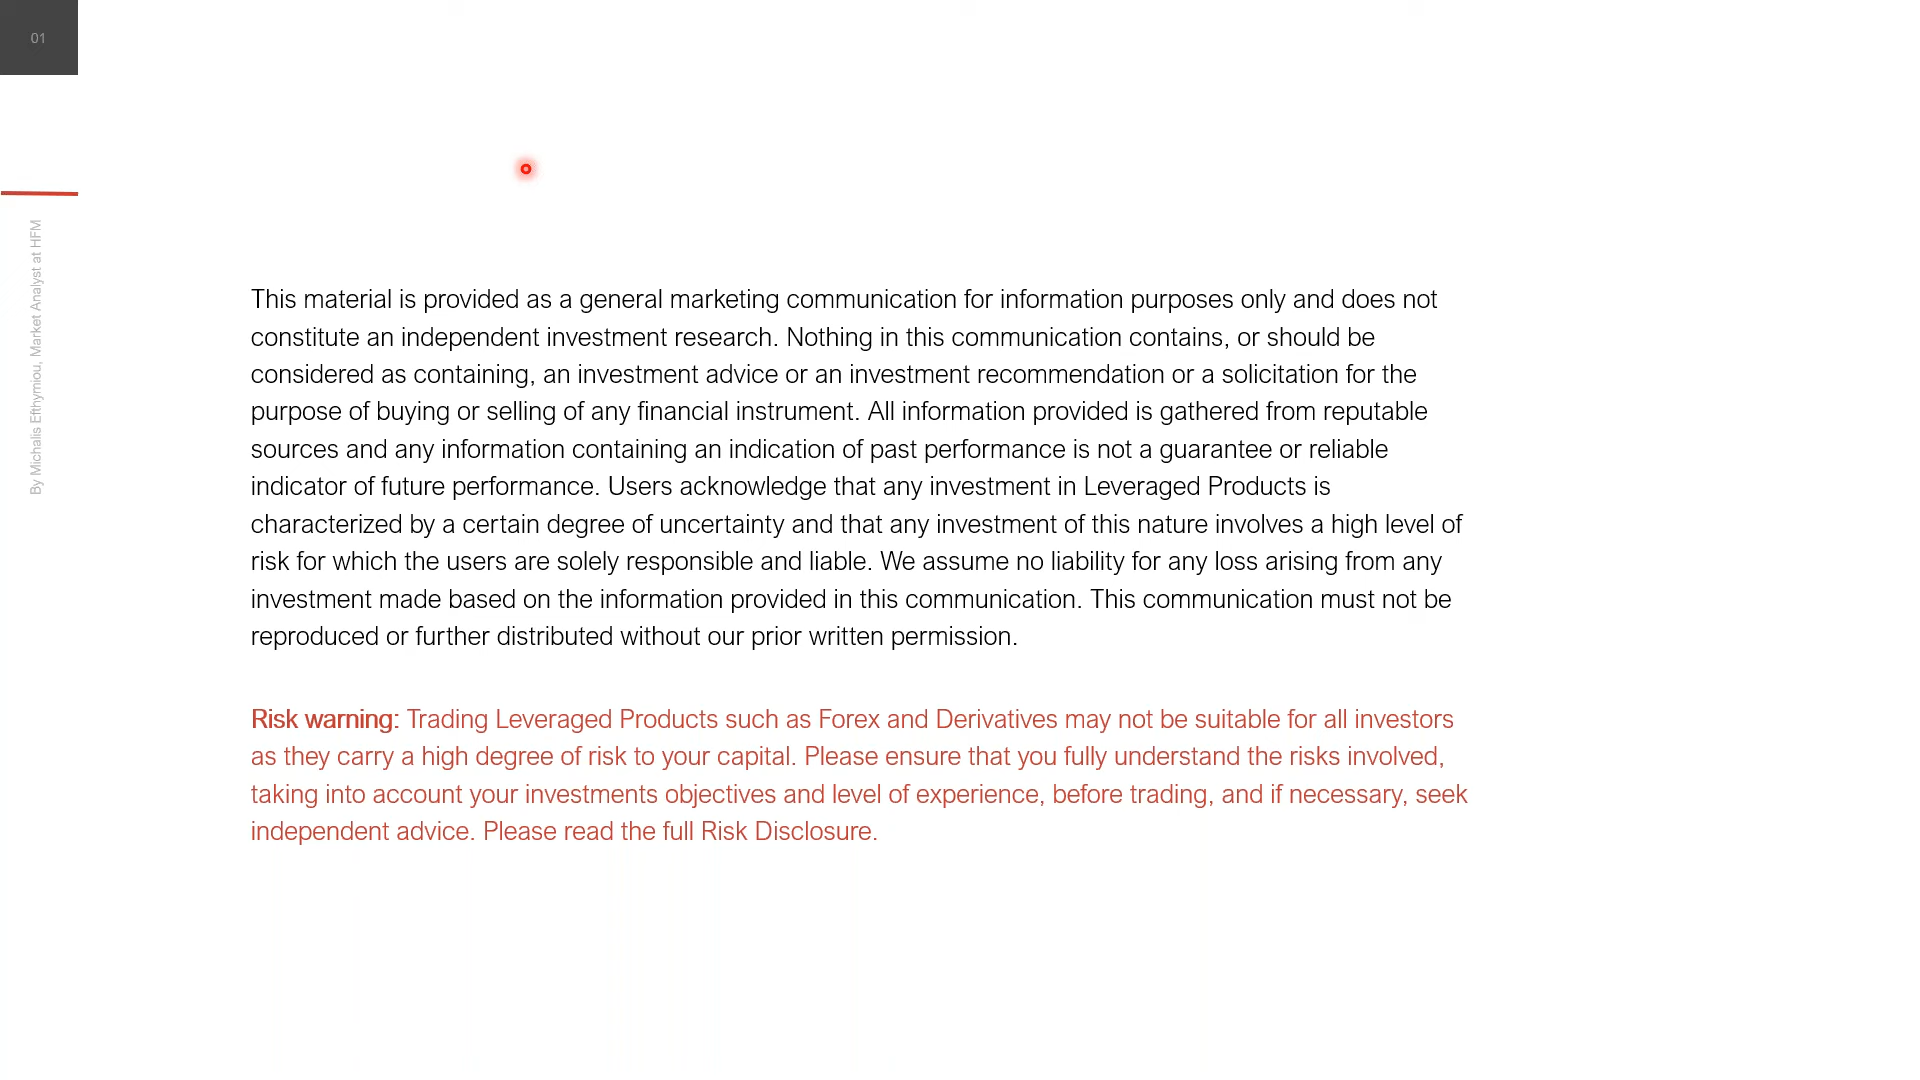 01
By Michalis Efthymiou, Market Analyst at HFM
This material is provided as a general marketing communication for information purposes only and does not
constitute an independent investment research. Nothing in this communication contains, or should be
considered as containing, an investment advice or an investment recommendation or a solicitation for the
purpose of buying or selling of any financial instrument. All information provided is gathered from reputable
sources and any information containing an indication of past performance is not a guarantee or reliable
indicator of future performance. Users acknowledge that any investment in Leveraged Products is
characterized by a certain degree of uncertainty and that any investment of this nature involves a high level of
risk for which the users are solely responsible and liable. We assume no liability for any loss arising from any
investment made based on the information provided in this communication. This communication must not be
reproduced or further distributed without our prior written permission.
Risk warning: Trading Leveraged Products such as Forex and Derivatives may not be suitable for all investors
as they carry a high degree of risk to your capital. Please ensure that you fully understand the risks involved,
taking into account your investments objectives and level of experience, before trading, and if necessary, seek
independent advice. Please read the full Risk Disclosure.